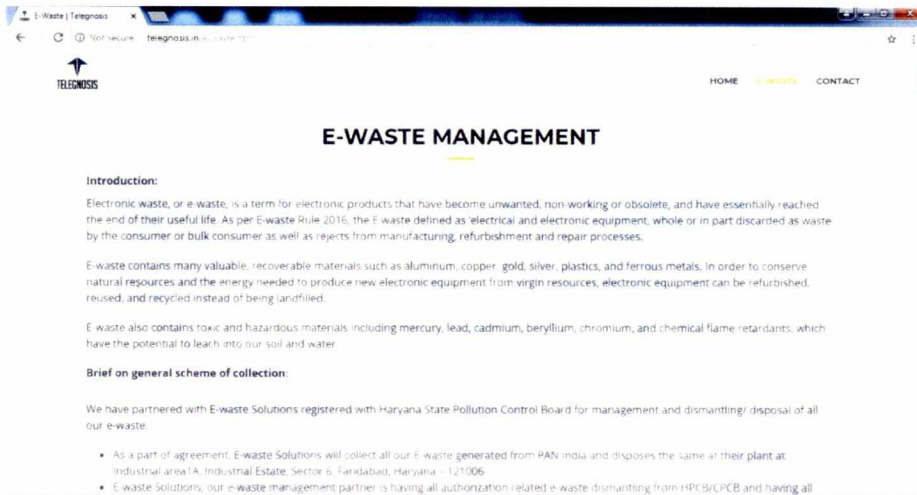 E-Waste | Telegnosis
Not secure telegnosis.in
TELEGNOSIS
HOME E-WASTE CONTACT
E-WASTE MANAGEMENT
Introduction:
Electronic waste, or e-waste, is a term for electronic products that have become unwanted, non-working or obsolete, and have essentially reached
the end of their useful life. As per E-waste Rule 2016, the E waste defined as 'electrical and electronic equipment, whole or in part discarded as waste
by the consumer or bulk consumer as well as rejects from manufacturing, refurbishment and repair processes.
E-waste contains many valuable, recoverable materials such as aluminum, copper, gold, silver, plastics, and ferrous metals. In order to conserve
natural resources and the energy needed to produce new electronic equipment from virgin resources, electronic equipment can be refurbished,
reused, and recycled instead of being landfilled.
E waste also contains toxic and hazardous materials including mercury, lead, cadmium, beryllium, chromium, and chemical flame retardants, which
have the potential to leach into our soil and water
Brief on general scheme of collection:
We have partnered with E-waste Solutions registered with Haryana State Pollution Control Board for management and dismantling/ disposal of all
our e-waste.
• As a part of agreement, E-waste Solutions will collect all our E-waste generated from PAN India and disposes the same at their plant at
Industrial area1A, Industrial Estate, Sector 6, Faridabad, Haryana – 121006
• E-waste Solutions, our e-waste management partner is having all authorization related e-waste dismantling from HPCB/CPCB and having all